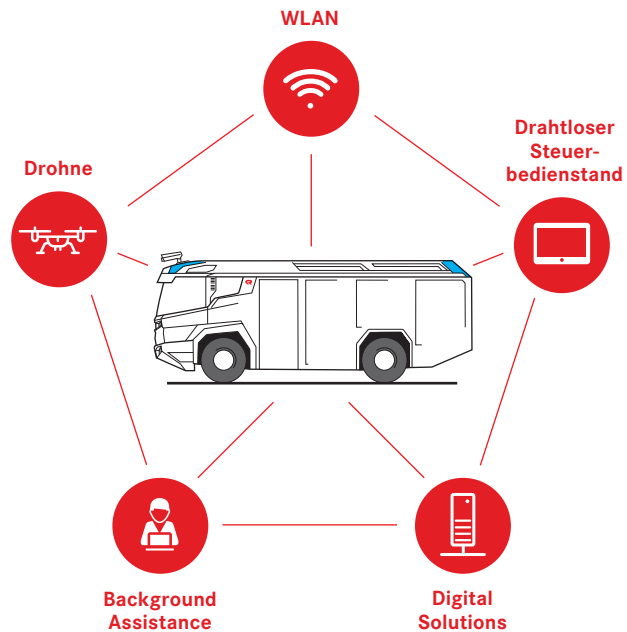 WLAN
Drahtloser
Steuer-
bedienstand
Drohne
Background
Assistance
Digital
Solutions